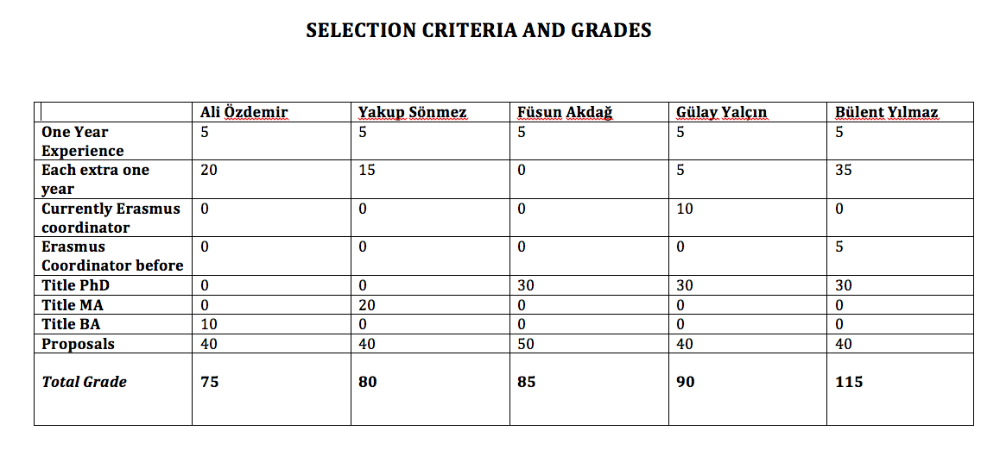 SELECTION CRITERIA AND GRADES
Ali Özdemir Yakup Sönmez Füsun Akdağ Gülay Yalçın Bülent Yılmaz
One Year 5 5 5 5 5
Experience
Each extra one 20 15 0 5 35
year
Currently Erasmus 0 0 0 10 0
coordinator
Erasmus 0 0 0 0 5
Coordinator before
Title PhD 0 0 30 30 30
Title MA 0 20 0 0 0
Title BA 10 0 0 0 0
Proposals 40 40 50 40 40
Total Grade 75 80 85 90 115